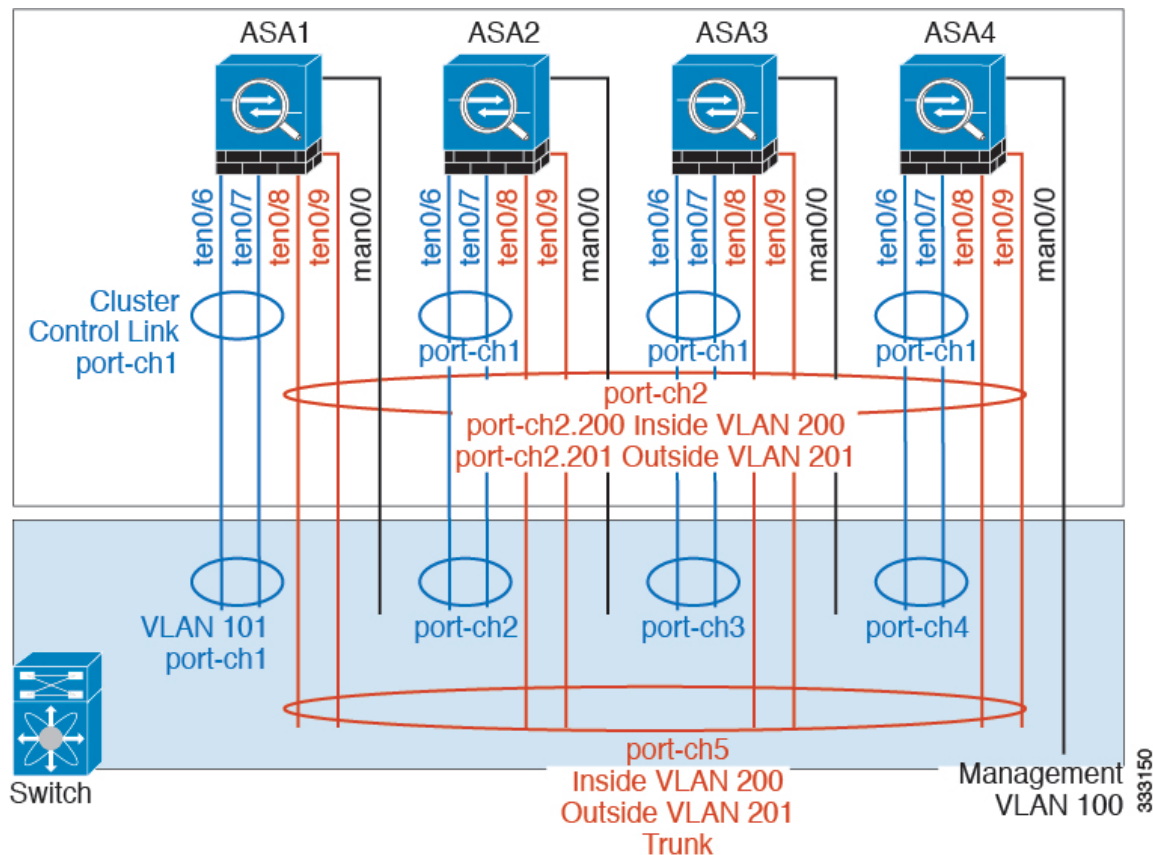 ASA1
ASA2
ASA3
ASA4
ten0/6
ten0/7
ten0/8
ten0/9
man0/0
ten0/6
ten0/7
ten0/8
ten0/9
man0/0
ten0/6
ten0/7
ten0/8
ten0/9
man0/0
ten0/6
ten0/7
ten0/8
ten0/9
man0/0
Cluster
Control Link
port-ch1
port-ch1
port-ch1
port-ch1
port-ch2
port-ch2.200 Inside VLAN 200
port-ch2.201 Outside VLAN 201
VLAN 101
port-ch1
port-ch2
port-ch3
port-ch4
Switch
port-ch5
Inside VLAN 200
Outside VLAN 201
Trunk
Management
VLAN 100
333150